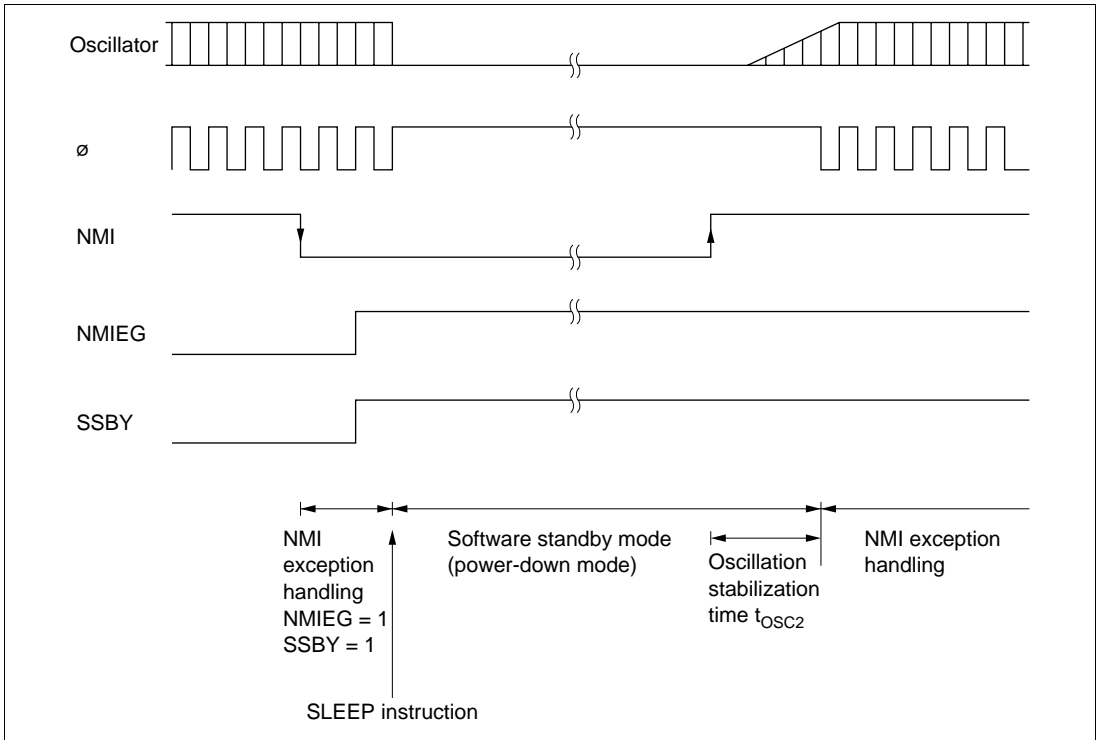 Oscillator
ø
NMI
NMIEG
SSBY
NMI
exception
handling
NMIEG = 1
SSBY = 1
Software standby mode
(power-down mode)
Oscillation
stabilization
time tOSC2
NMI exception
handling
SLEEP instruction